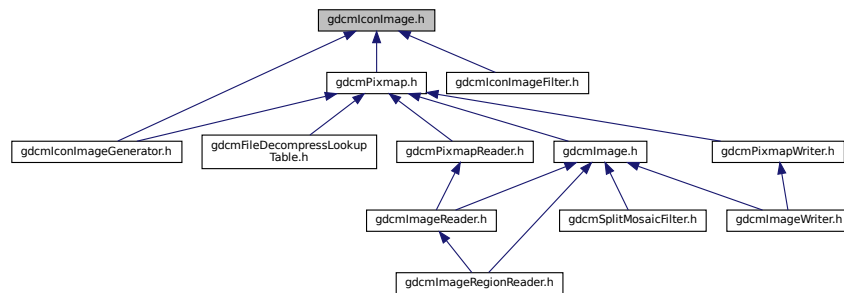 gdcmIconImage.h
gdcmPixmap.h
gdcmIconImageFilter.h
gdcmIconImageGenerator.h
gdcmFileDecompressLookup
Table.h
gdcmPixmapReader.h
gdcmImage.h
gdcmPixmapWriter.h
gdcmImageReader.h
gdcmSplitMosaicFilter.h
gdcmImageWriter.h
gdcmImageRegionReader.h